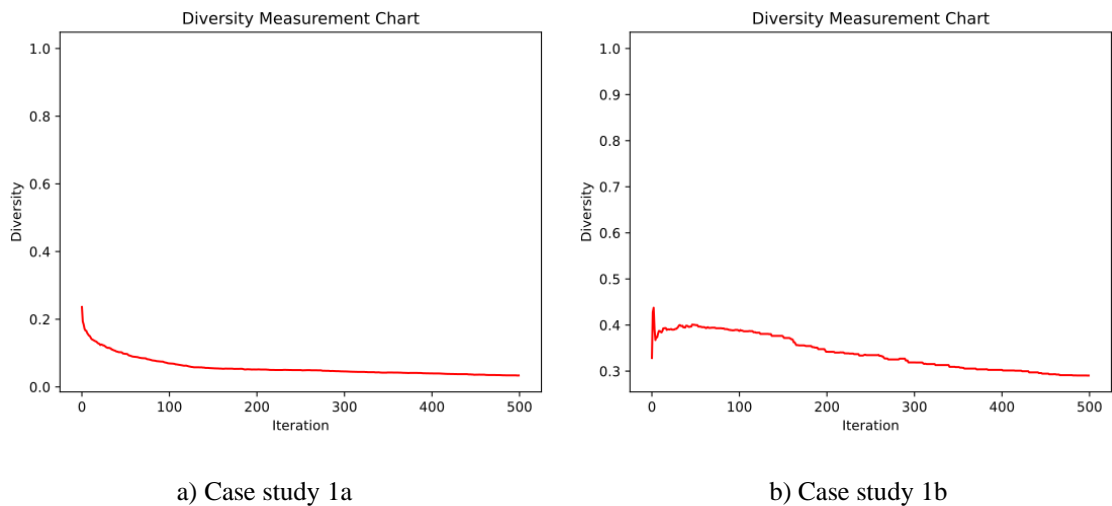 Diversity Measurement Chart
1.0
0.8
0.6
0.4
0.2
0.0
Diversity
0 100 200 300 400 500
Iteration
a) Case study 1a
Diversity Measurement Chart
1.0
0.9
0.8
0.7
0.6
0.5
0.4
0.3
Diversity
0 100 200 300 400 500
Iteration
b) Case study 1b